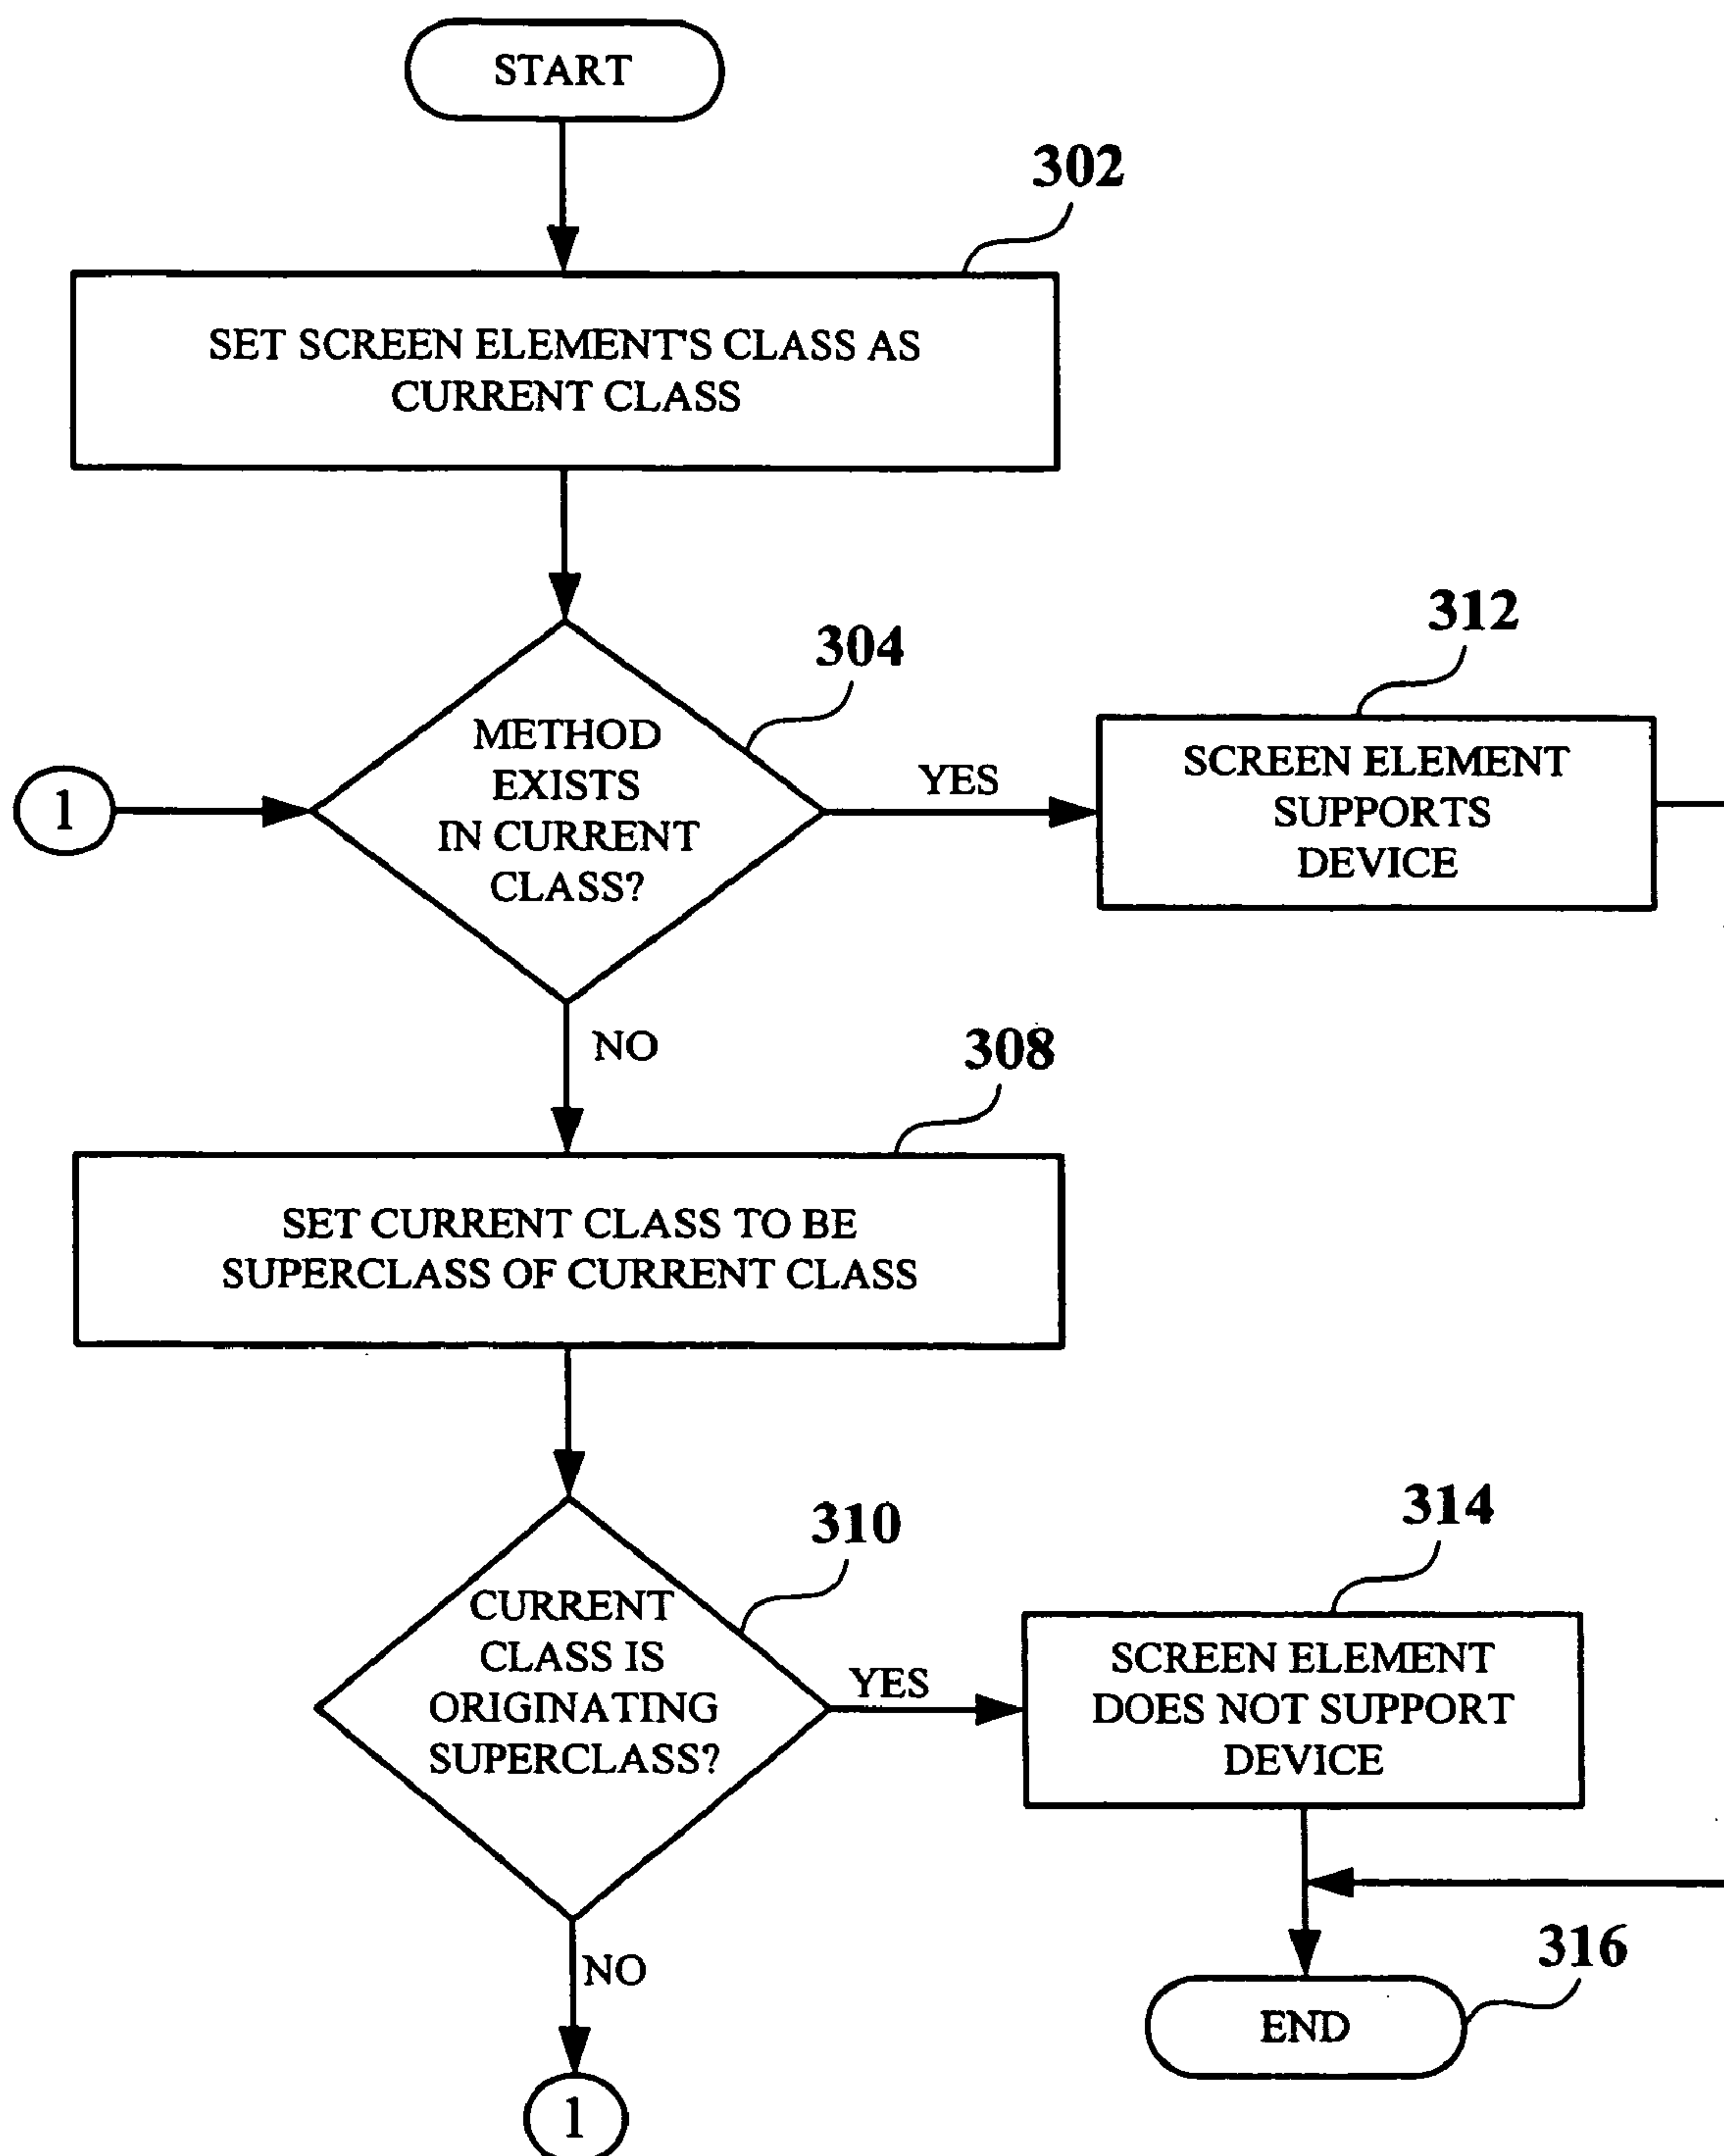 START
302
SET SCREEN ELEMENT'S CLASS AS
CURRENT CLASS
304
METHOD
EXISTS
IN CURRENT
CLASS?
1
YES
312
SCREEN ELEMENT
SUPPORTS
DEVICE
NO
308
SET CURRENT CLASS TO BE
SUPERCLASS OF CURRENT CLASS
310
CURRENT
CLASS IS
ORIGINATING
SUPERCLASS?
YES
314
SCREEN ELEMENT
DOES NOT SUPPORT
DEVICE
NO
316
END
1